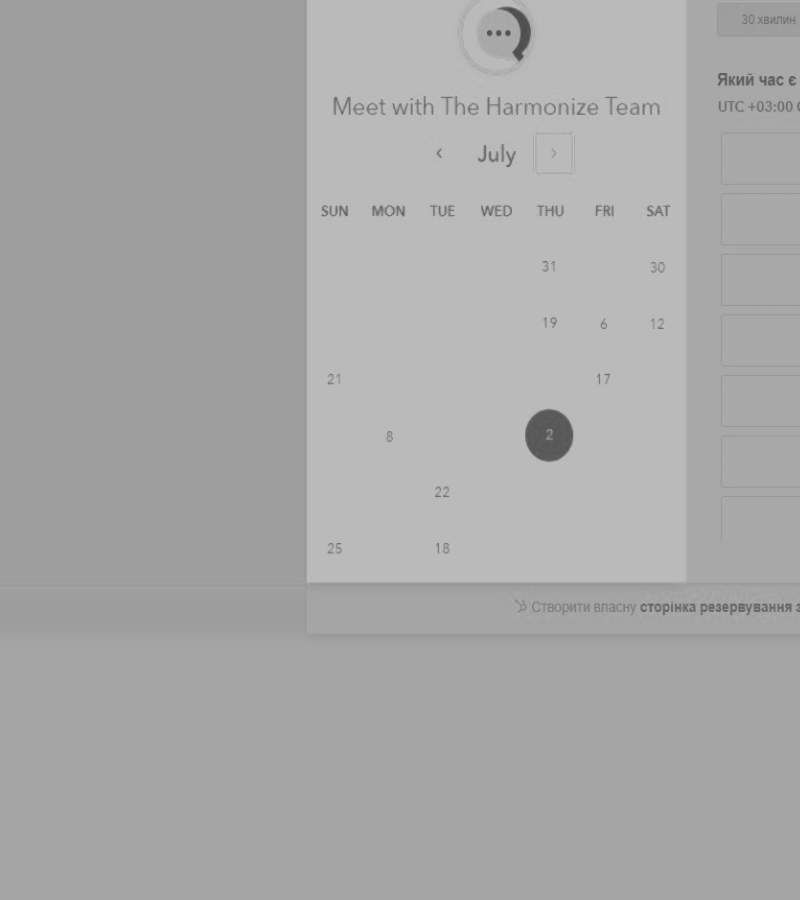 30 хвилин
Який час є
UTC +03:00
Meet with The Harmonize Team
July
SUN MON TUE WED THU FRI SAT
31 30
19 6 12
21 17
8 2
22
25 18
Створити власну сторінка резервування з